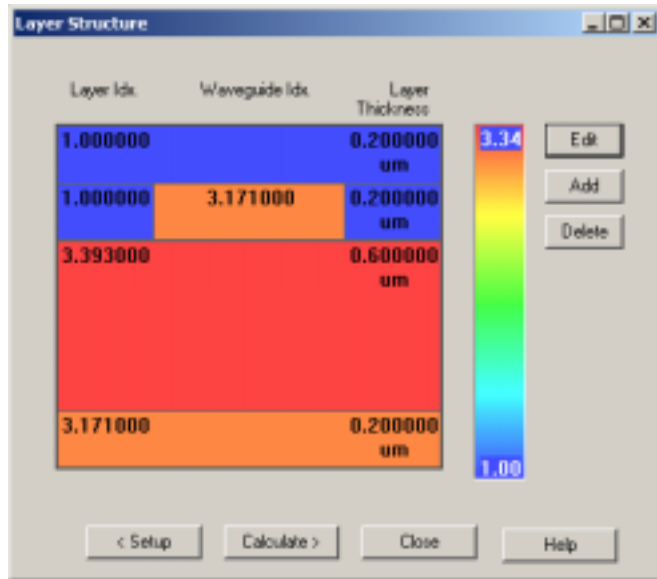 Layer Structure
Layer Idx. Waveguide Idx. Layer Thickness
1.000000 0.200000 um
1.000000 3.171000 0.200000 um
3.393000 0.600000 um
3.171000 0.200000 um
3.34
1.00
Edit
Add
Delete
< Setup Calculate > Close Help